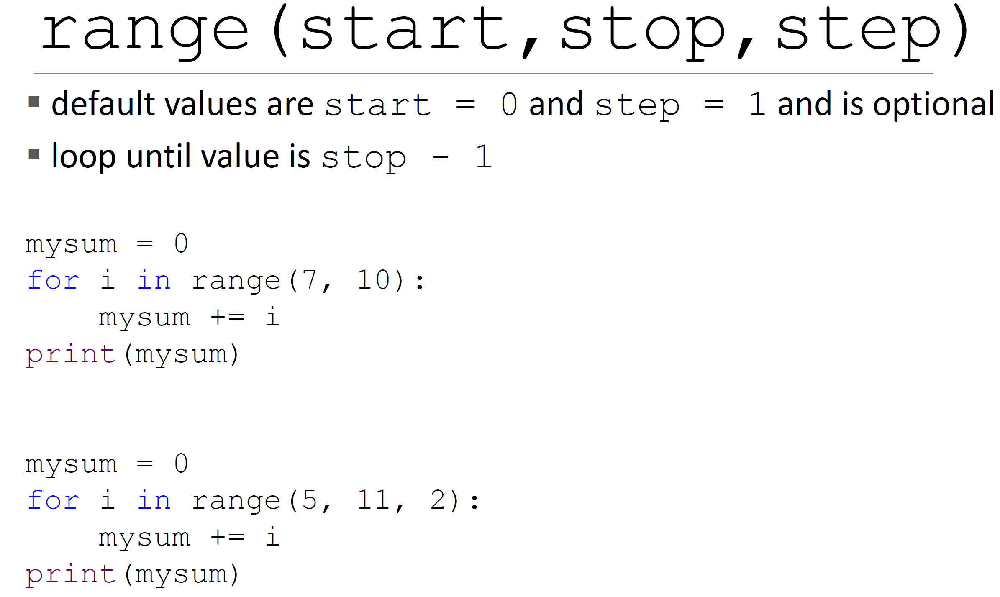 range(start,stop,step)
▪ default values are start = 0 and step = 1 and is optional
▪ loop until value is stop - 1
mysum = 0
for i in range(7, 10):
    mysum += i
print(mysum)
mysum = 0
for i in range(5, 11, 2):
    mysum += i
print(mysum)